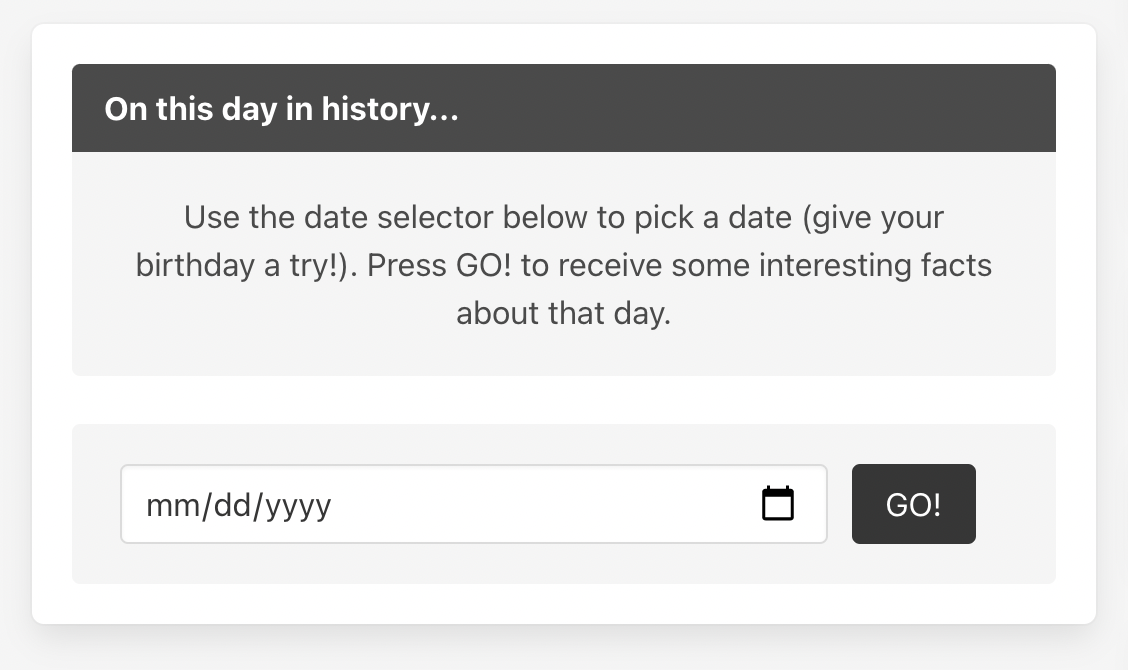 On this day in history...
Use the date selector below to pick a date (give your
birthday a try!). Press GO! to receive some interesting facts
about that day.
mm/dd/yyyy
GO!